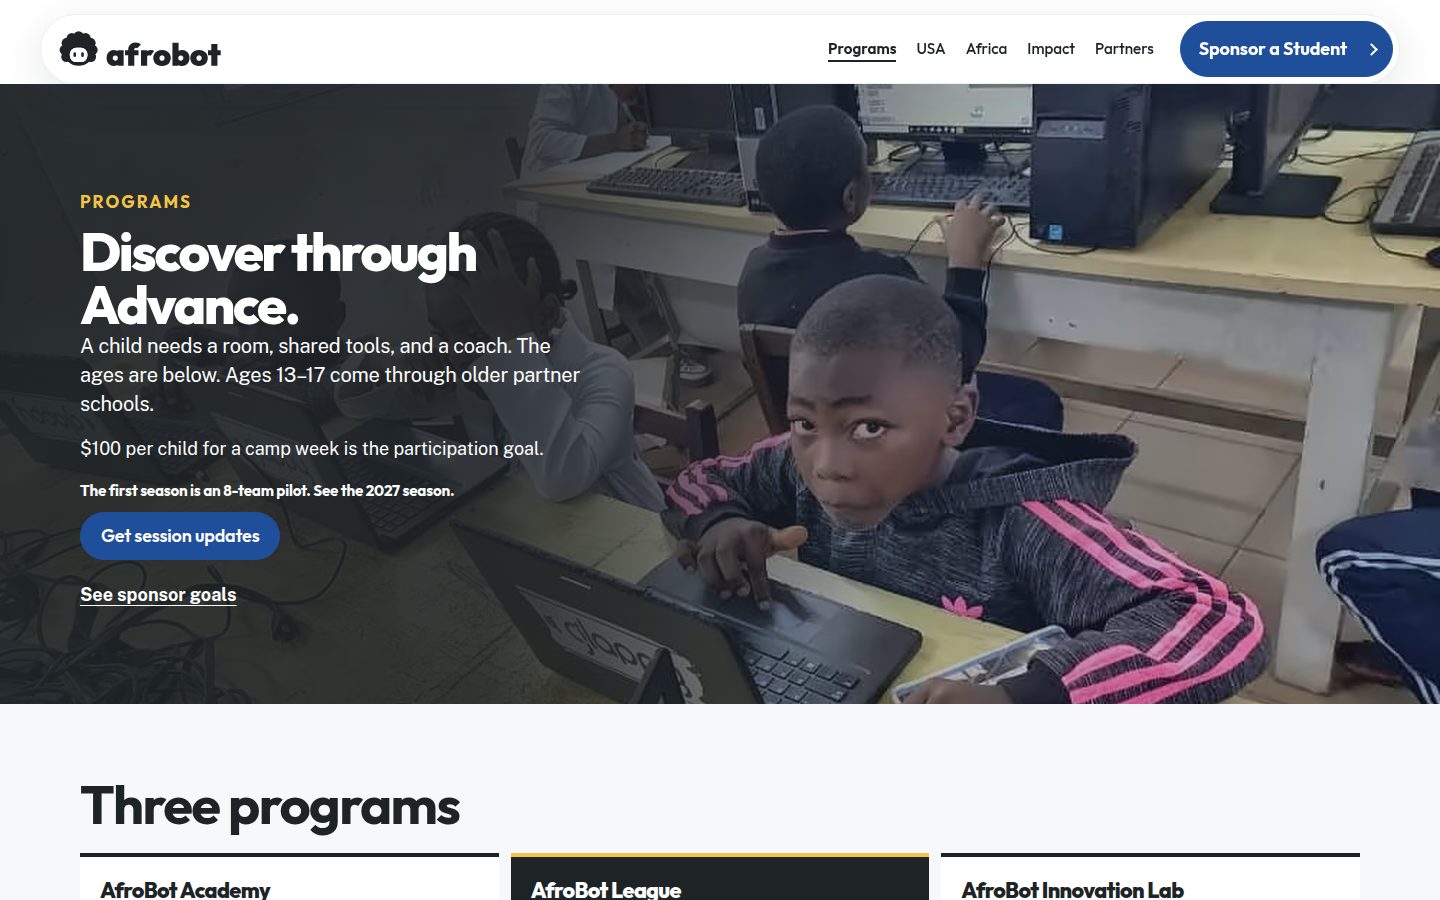 afrobot
Programs
USA
Africa
Impact
Partners
Sponsor a Student
PROGRAMS
Discover through
Advance.
A child needs a room, shared tools, and a coach. The
ages are below. Ages 13–17 come through older partner
schools.
$100 per child for a camp week is the participation goal.
The first season is an 8-team pilot. See the 2027 season.
Get session updates
See sponsor goals
Three programs
AfroBot Academy
AfroBot League
AfroBot Innovation Lab